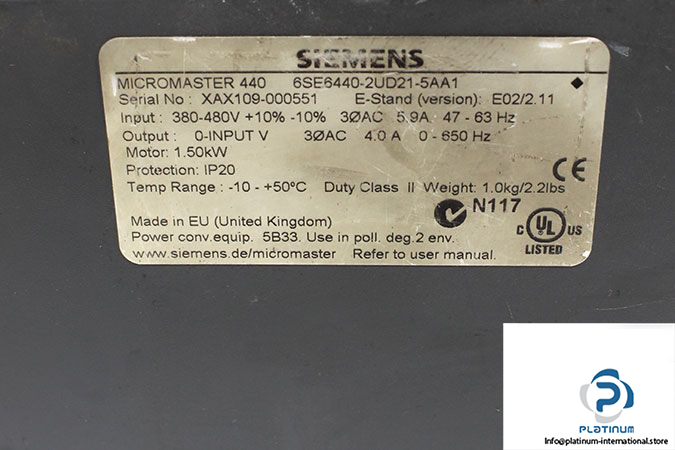 SIEMENS
MICROMASTER 440 6SE6440-2UD21-5AA1
Serial No : XAX109-000551 E-Stand (version): E02/2.11
Input : 380-480V +10% -10% 3ØAC 5.9A 47 - 63 Hz
Output : 0-INPUT V 3ØAC 4.0 A 0 - 650 Hz
Motor: 1.50kW
Protection: IP20
Temp Range : -10 - +50°C Duty Class II Weight: 1.0kg/2.2lbs
CE
N117
Made in EU (United Kingdom)
Power conv.equip. 5B33. Use in poll. deg.2 env.
www.siemens.de/micromaster Refer to user manual.
C UL US
LISTED
PLATINUM
Info@platinum-international.store